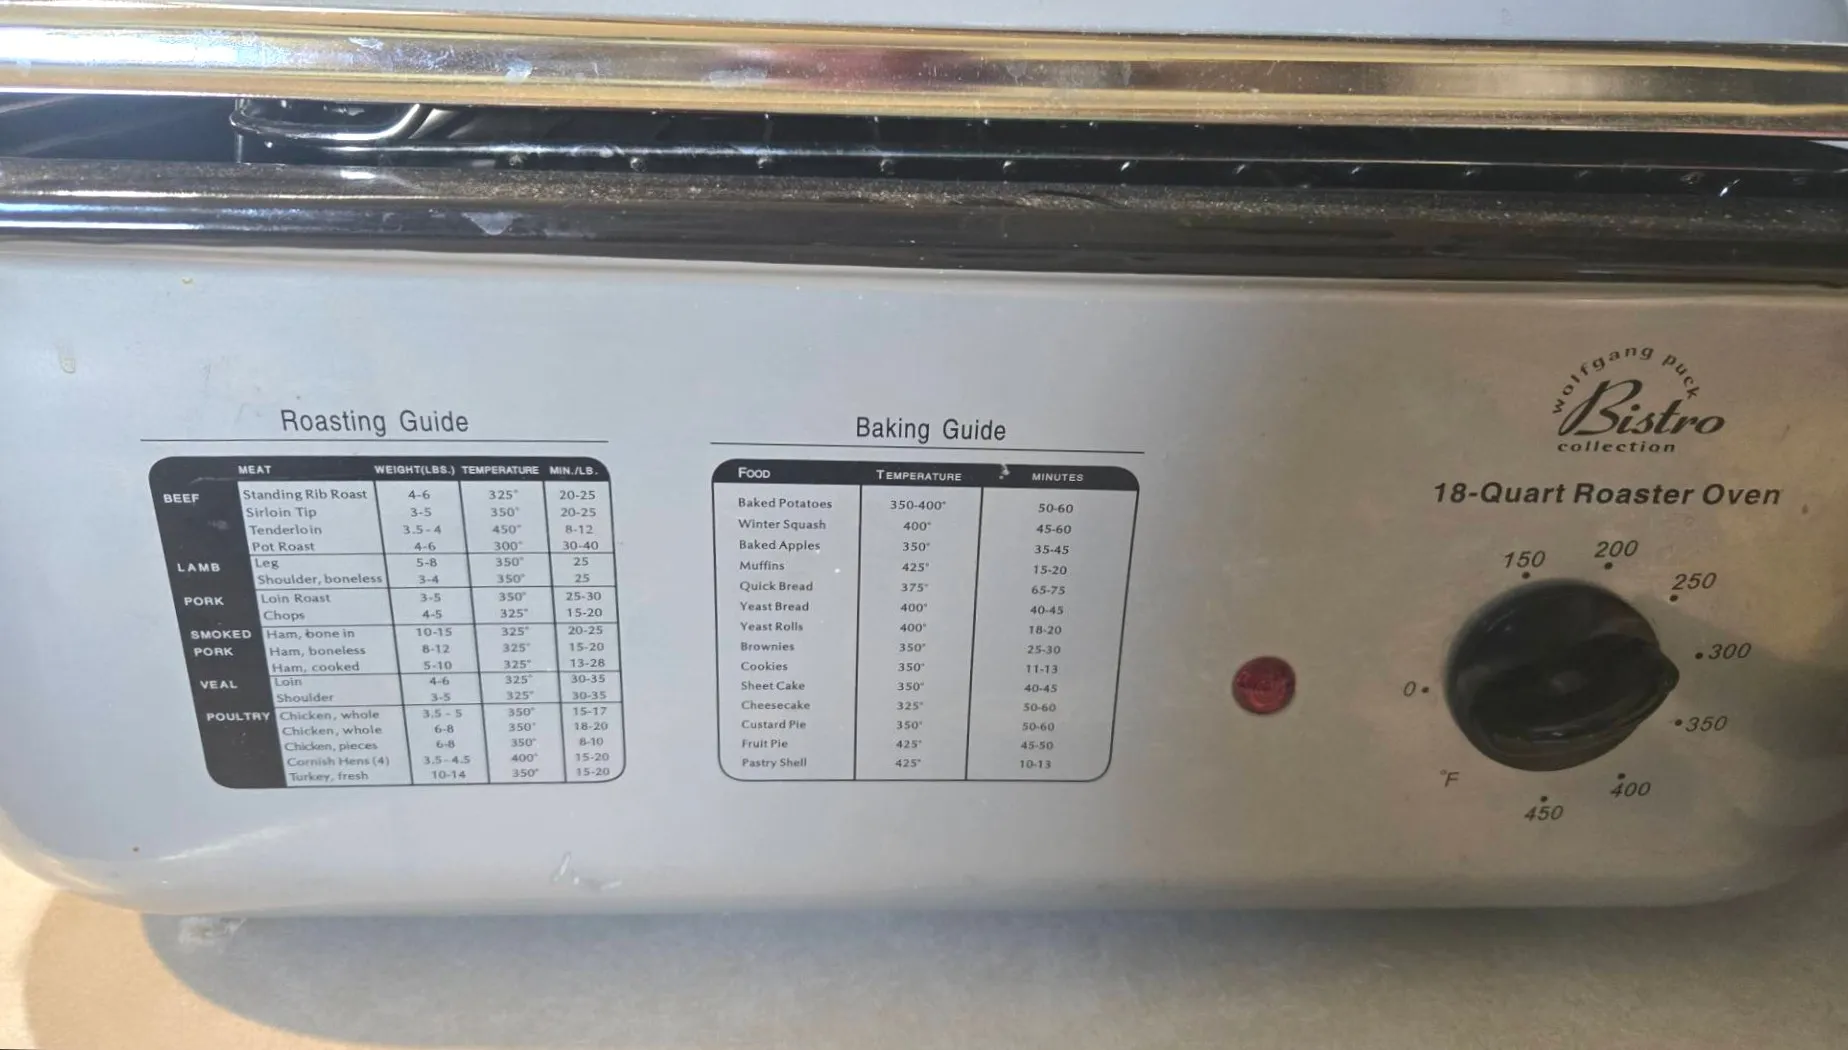 wolfgang puck
Bistro
collection
18-Quart Roaster Oven
Roasting Guide
MEAT WEIGHT(LBS.) TEMPERATURE MIN./LB.
BEEF Standing Rib Roast 4-6 325° 20-25
Sirloin Tip 3-5 350° 20-25
Tenderloin 3.5-4 450° 8-12
Pot Roast 4-6 300° 30-40
LAMB Leg 5-8 350° 25
Shoulder, boneless 3-4 350° 25
PORK Loin Roast 3-5 350° 25-30
Chops 4-5 325° 15-20
SMOKED Ham, bone in 10-15 325° 20-25
PORK Ham, boneless 8-12 325° 15-20
Ham, cooked 5-10 325° 13-28
VEAL Loin 4-6 325° 30-35
Shoulder 3-5 325° 30-35
POULTRY Chicken, whole 3.5-5 350° 15-17
Chicken, whole 6-8 350° 18-20
Chicken, pieces 6-8 350° 8-10
Cornish Hens (4) 3.5-4.5 400° 15-20
Turkey, fresh 10-14 350° 15-20
Baking Guide
FOOD TEMPERATURE MINUTES
Baked Potatoes 350-400° 50-60
Winter Squash 400° 45-60
Baked Apples 350° 35-45
Muffins 425° 15-20
Quick Bread 375° 65-75
Yeast Bread 400° 40-45
Yeast Rolls 400° 18-20
Brownies 350° 25-30
Cookies 350° 11-13
Sheet Cake 350° 40-45
Cheesecake 325° 50-60
Custard Pie 350° 50-60
Fruit Pie 425° 45-50
Pastry Shell 425° 10-13
0
150
200
250
300
350
400
450
°F